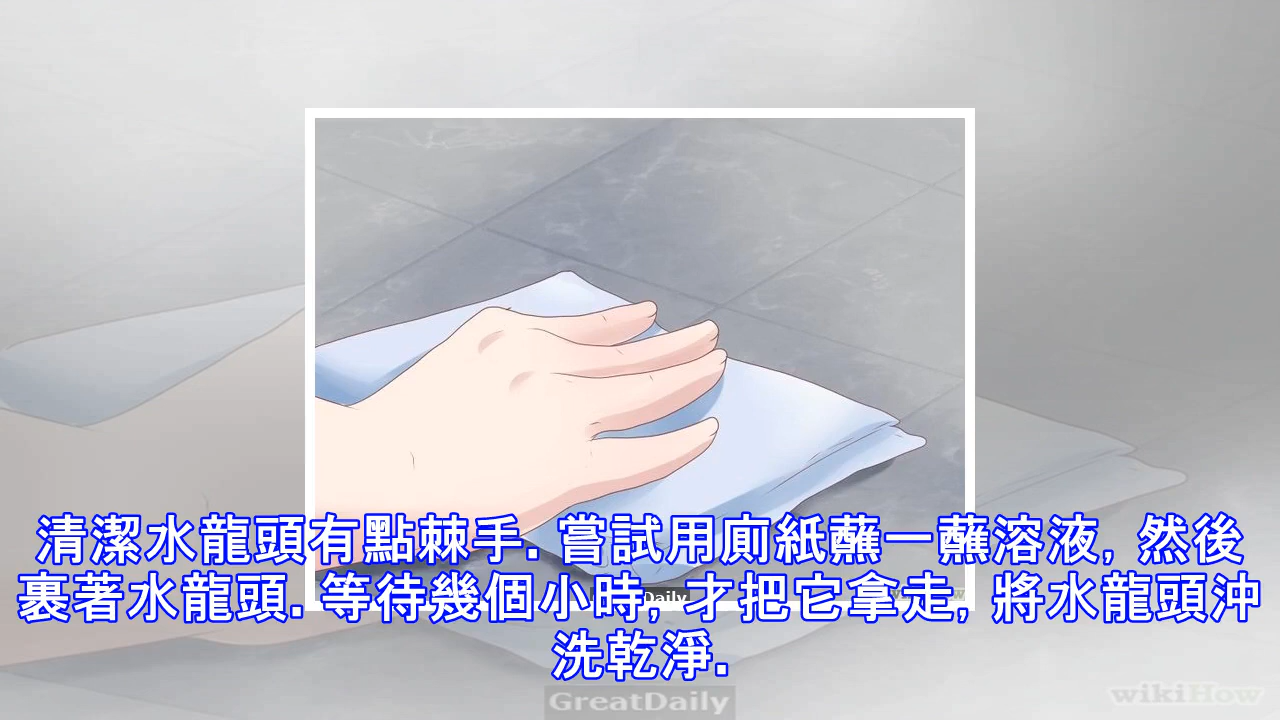 清潔水龍頭有點棘手. 嘗試用廁紙蘸一蘸溶液, 然後
裹著水龍頭. 等待幾個小時, 才把它拿走, 將水龍頭沖
洗乾淨.
GreatDaily
wikiHow